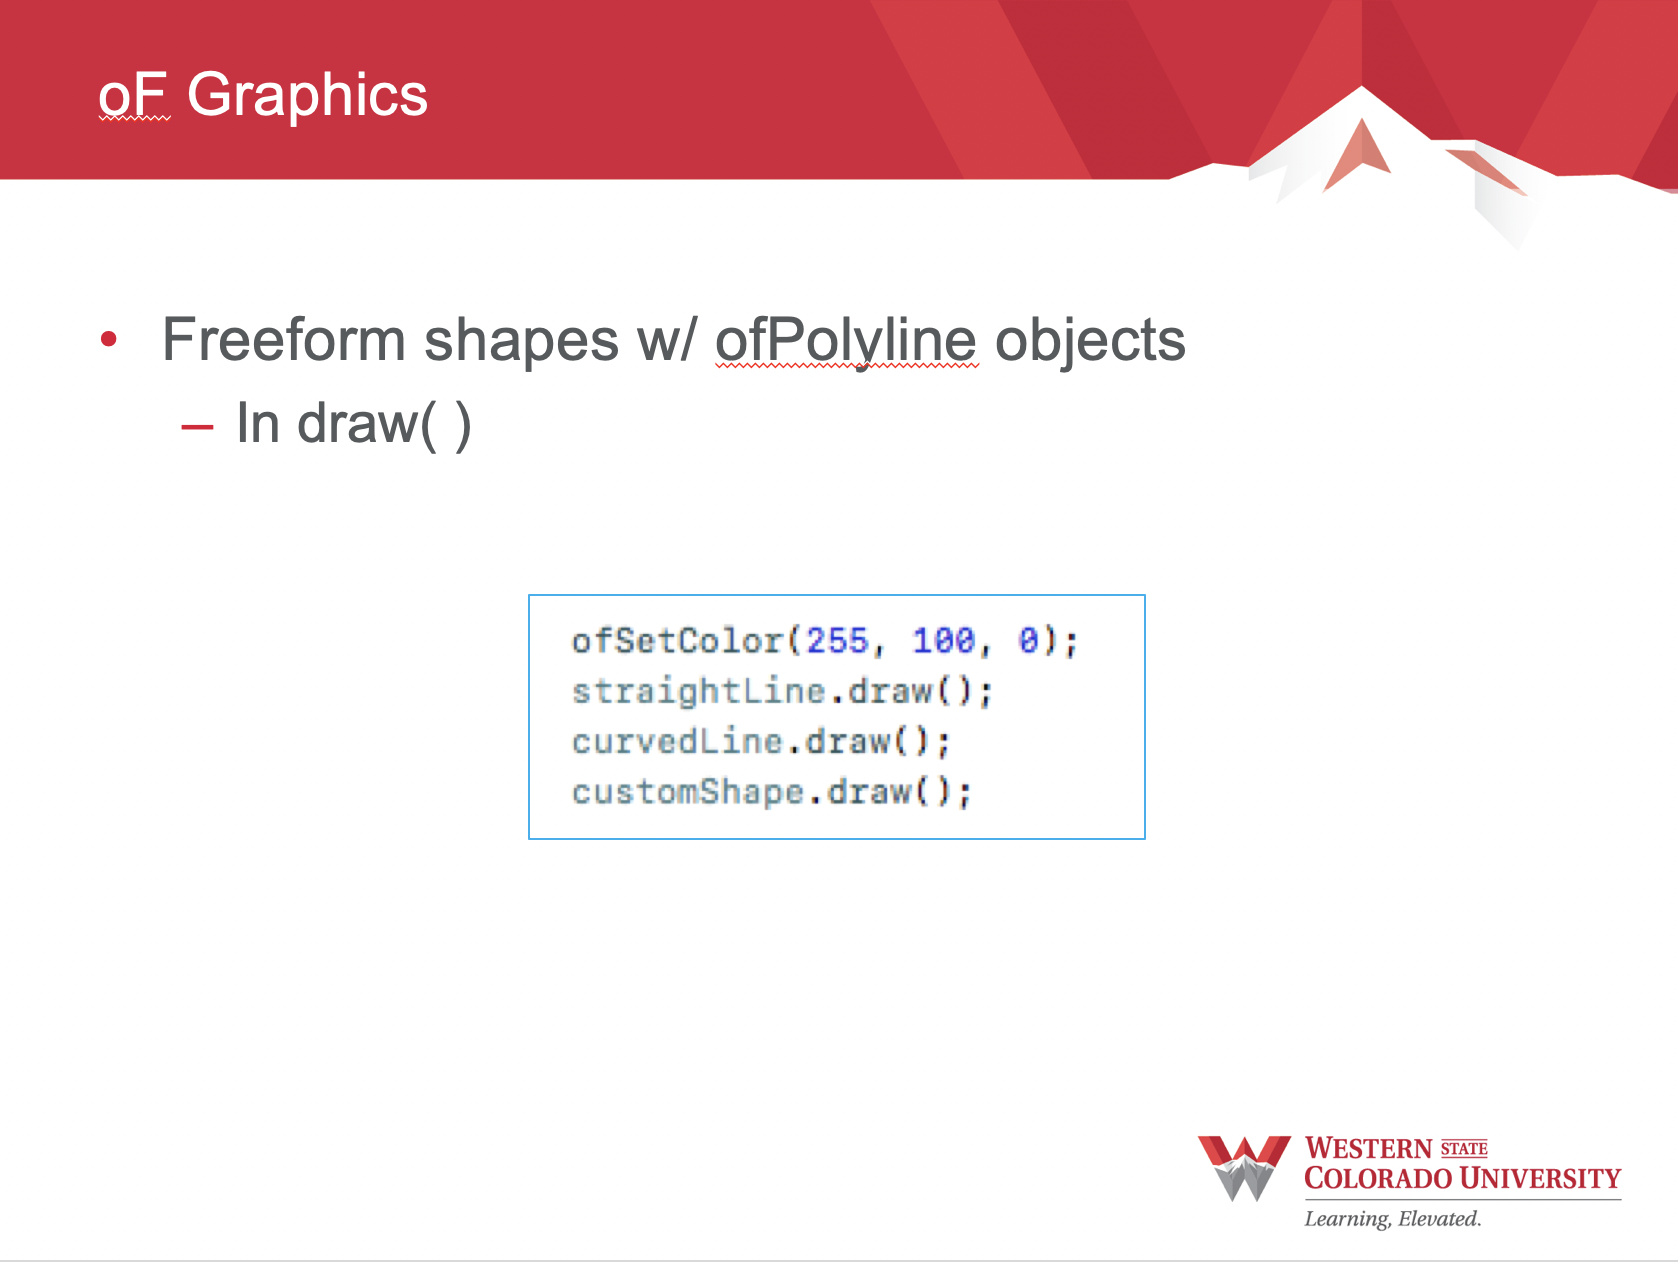 oF Graphics
• Freeform shapes w/ ofPolyline objects
– In draw( )
ofSetColor(255, 100, 0);
straightLine.draw();
curvedLine.draw();
customShape.draw();
WESTERN STATE
COLORADO UNIVERSITY
Learning, Elevated.